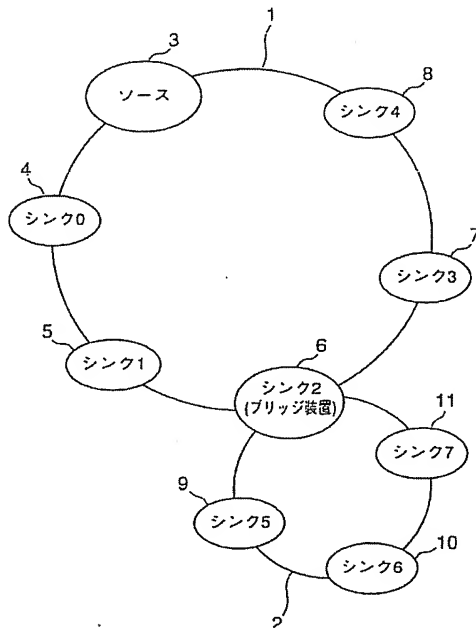 1
3
ソース
8
シンク4
4
シンク0
7
シンク3
5
シンク1
6
シンク2
(ブリッジ装置)
11
シンク7
9
シンク5
シンク6
10
2